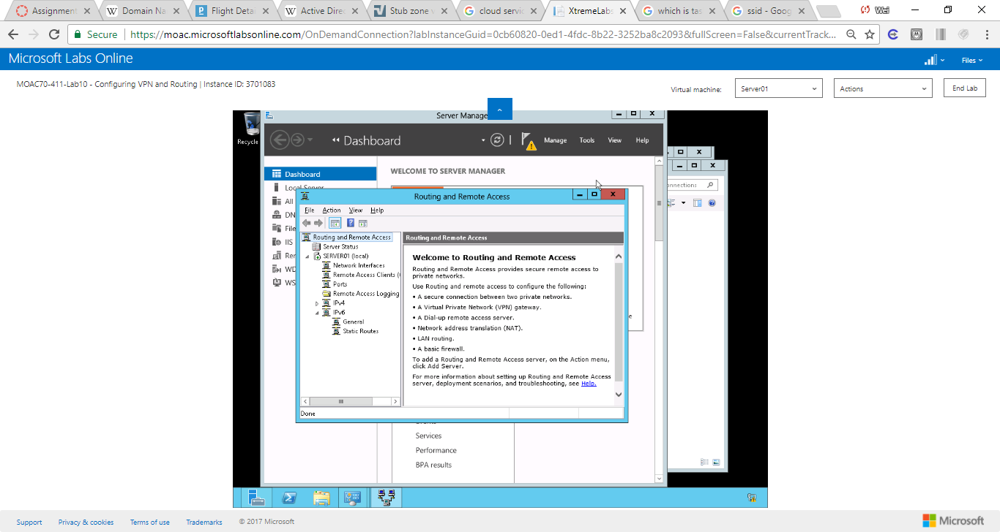 Assignment
Domain Na
Flight Detai
Active Dire
Stub zone v
cloud servic
XtremeLabs
which is tas
ssid - Goog
Wei
Secure
https://moac.microsoftlabsonline.com/OnDemandConnection?labInstanceGuid=0cb60820-0ed1-4fdc-8b22-3252ba8c2093&fullScreen=False&currentTrack...
Microsoft Labs Online
Files
MOAC70-411-Lab10 - Configuring VPN and Routing | Instance ID: 3701083
Virtual machine:
Server01
Actions
End Lab
Recycle
Server Manage
Dashboard
Manage
Tools
View
Help
Dashboard
Local Server
All
DN
File
IIS
Rer
WD
WS
WELCOME TO SERVER MANAGER
onnections
Routing and Remote Access
File
Action
View
Help
Routing and Remote Access
Server Status
SERVER01 (local)
Network Interfaces
Remote Access Clients (
Ports
Remote Access Logging
IPv4
IPv6
General
Static Routes
Routing and Remote Access
Welcome to Routing and Remote Access
Routing and Remote Access provides secure remote access to
private networks.
Use Routing and remote access to configure the following:
• A secure connection between two private networks.
• A Virtual Private Network (VPN) gateway.
• A Dial-up remote access server.
• Network address translation (NAT).
• LAN routing.
• A basic firewall.
To add a Routing and Remote Access server, on the Action menu,
click Add Server.
For more information about setting up Routing and Remote Access
server, deployment scenarios, and troubleshooting, see Help.
Done
e
Services
Performance
BPA results
Support
Privacy & cookies
Terms of use
Trademarks
© 2017 Microsoft
Microsoft